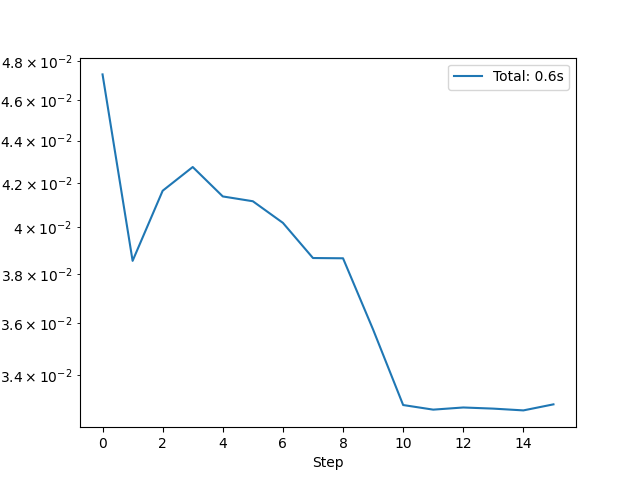 4.8 × 10⁻²
4.6 × 10⁻²
4.4 × 10⁻²
4.2 × 10⁻²
4 × 10⁻²
3.8 × 10⁻²
3.6 × 10⁻²
3.4 × 10⁻²
Total: 0.6s
0 2 4 6 8 10 12 14
Step